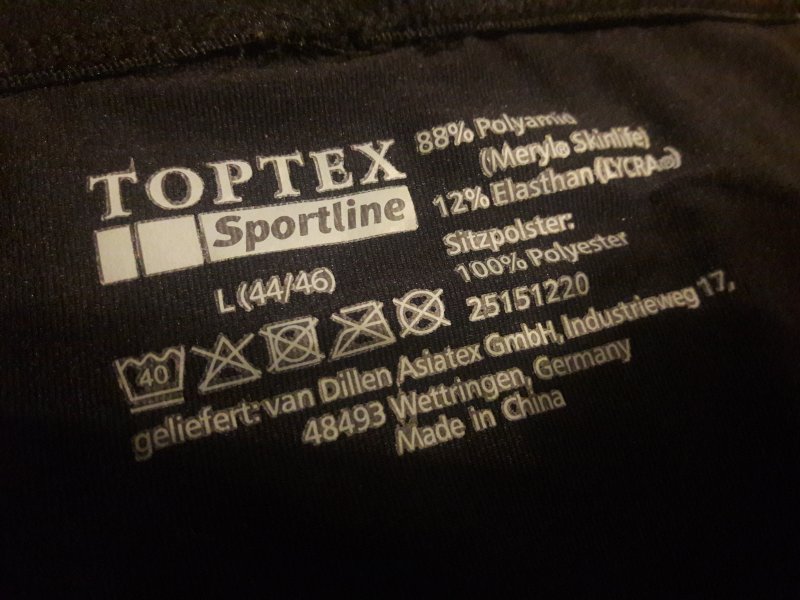 TOPTEX
Sportline
L (44/46)
88% Polyamid
(Meryl® Skinlife)
12% Elasthan (LYCRA®)
Sitzpolster:
100% Polyester
40
25151220
geliefert: van Dillen Asiatex GmbH, Industrieweg 17,
48493 Wettringen, Germany
Made in China